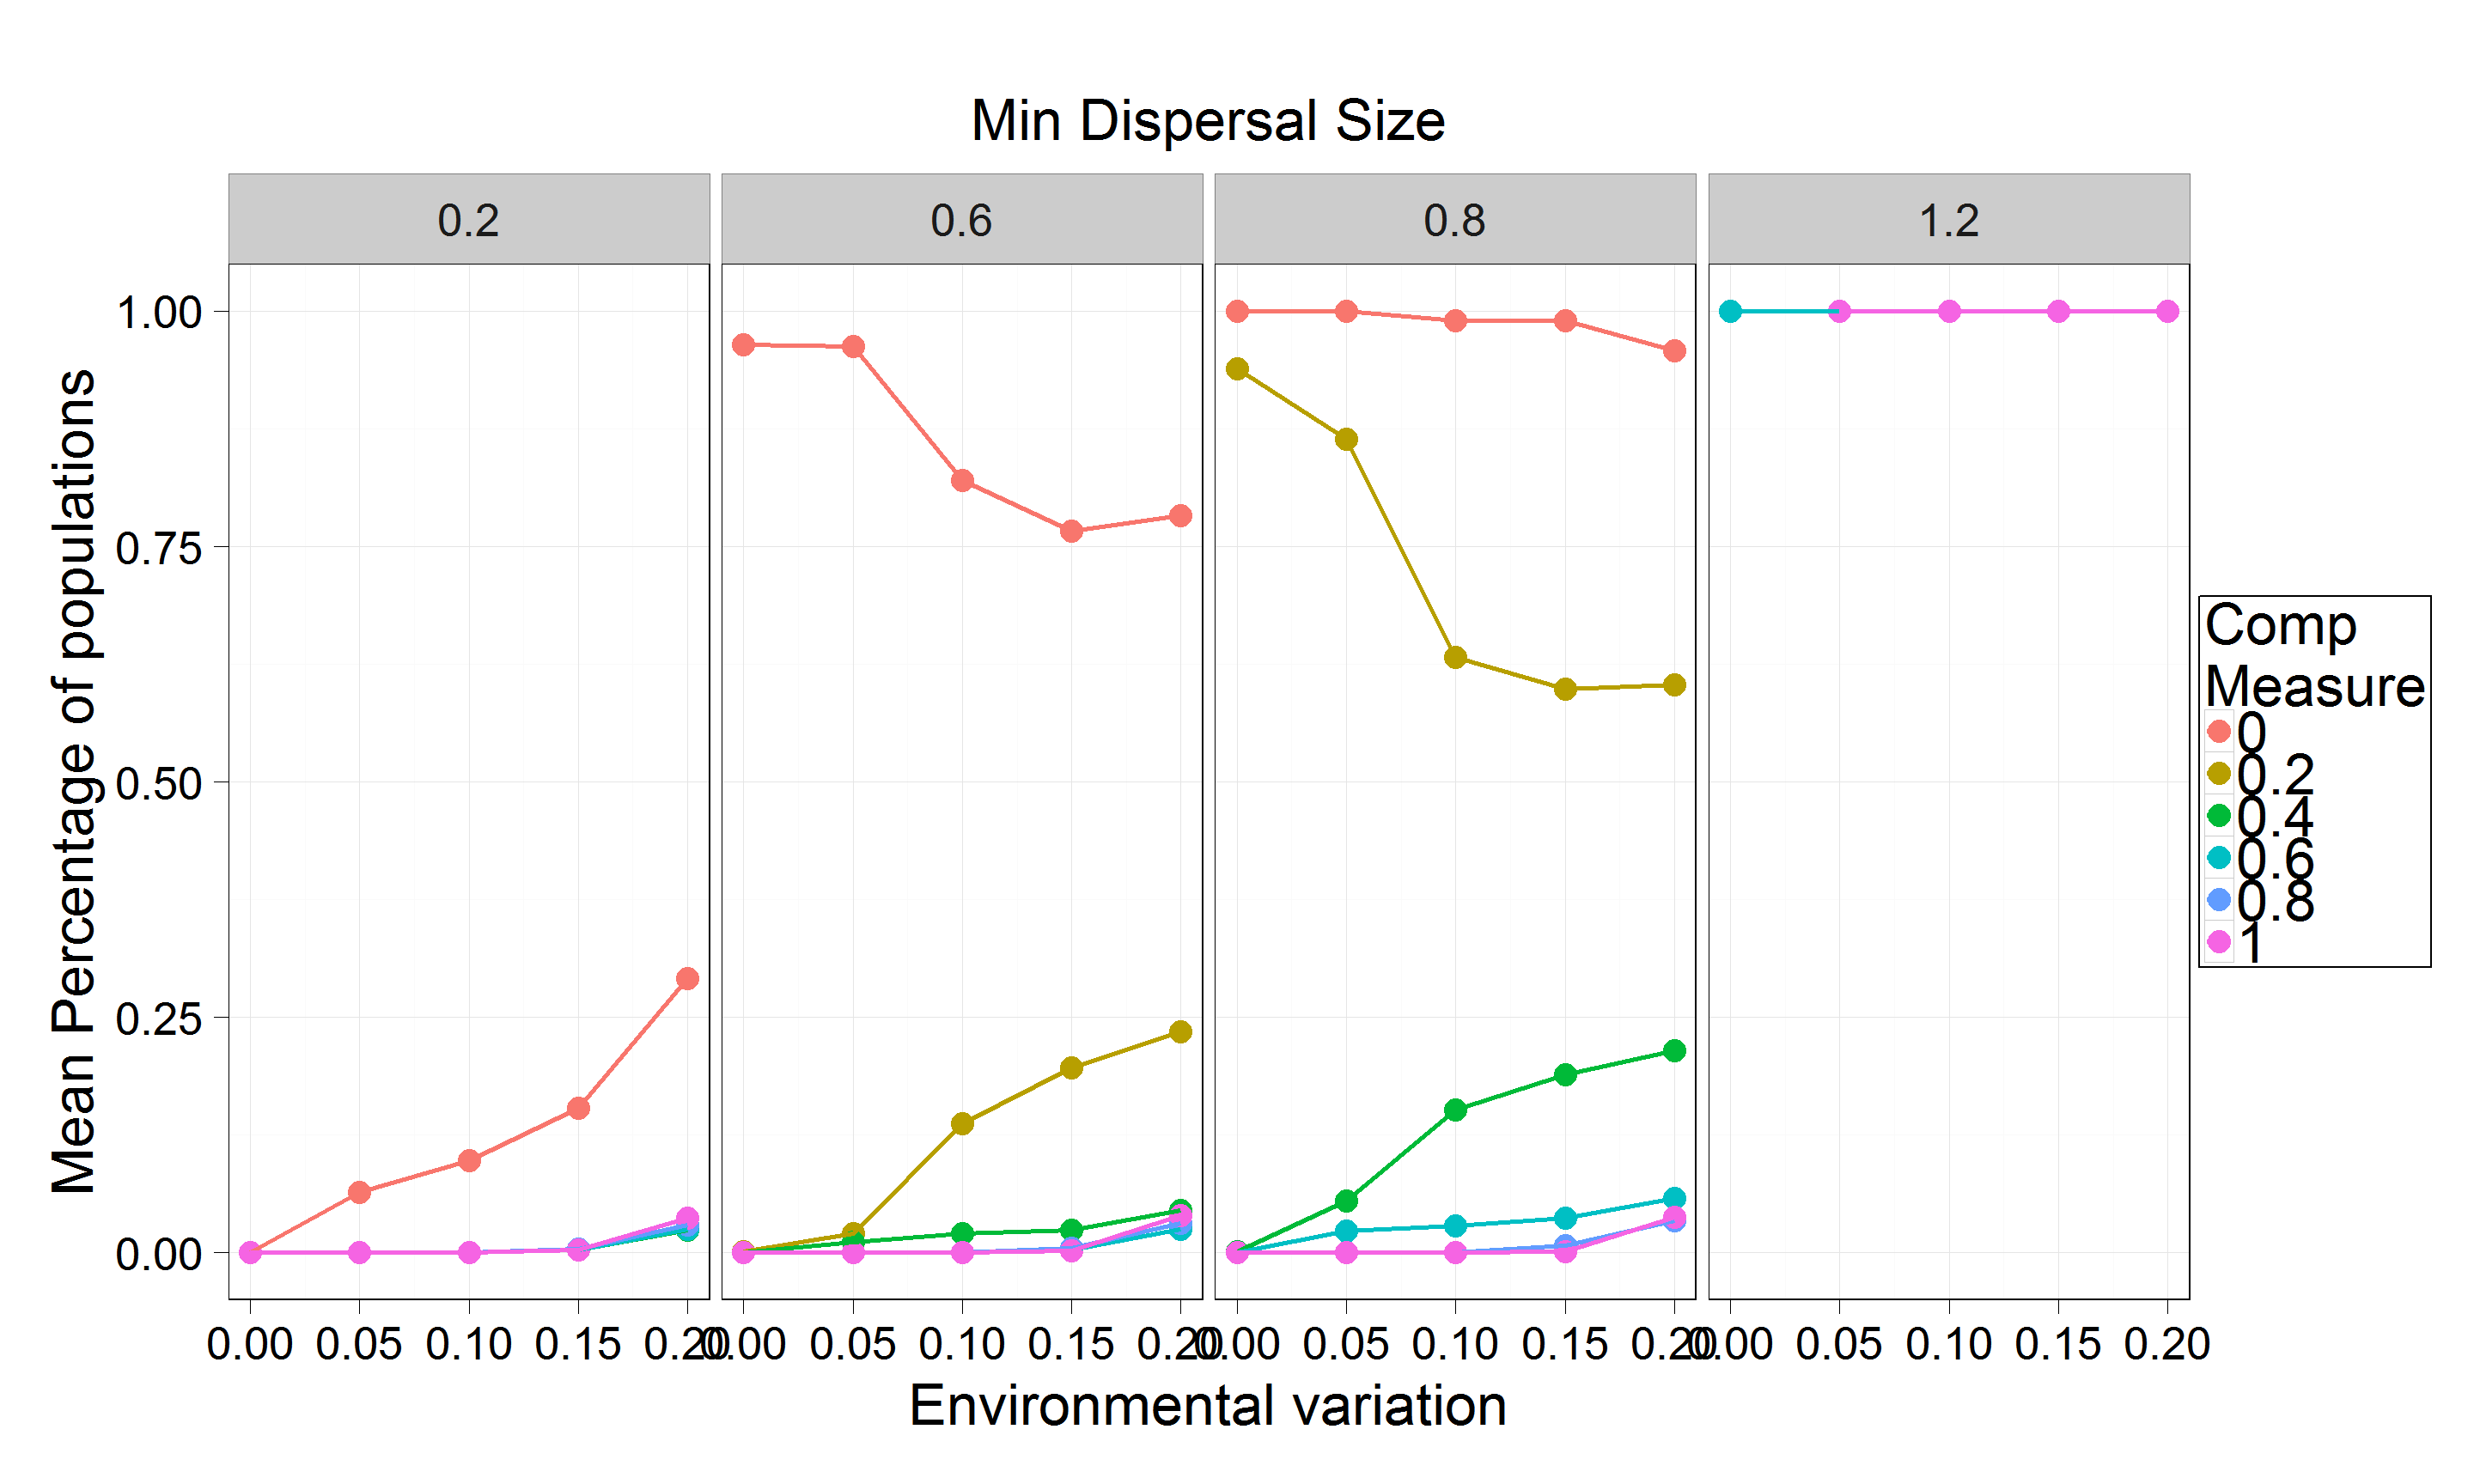 Min Dispersal Size
0.2 0.6 0.8 1.2
Mean Percentage of populations
1.00
0.75
0.50
0.25
0.00
0.00 0.05 0.10 0.15 0.20 0.00 0.05 0.10 0.15 0.20 0.00 0.05 0.10 0.15 0.20 0.00 0.05 0.10 0.15 0.20
Environmental variation
Comp
Measure
0
0.2
0.4
0.6
0.8
1